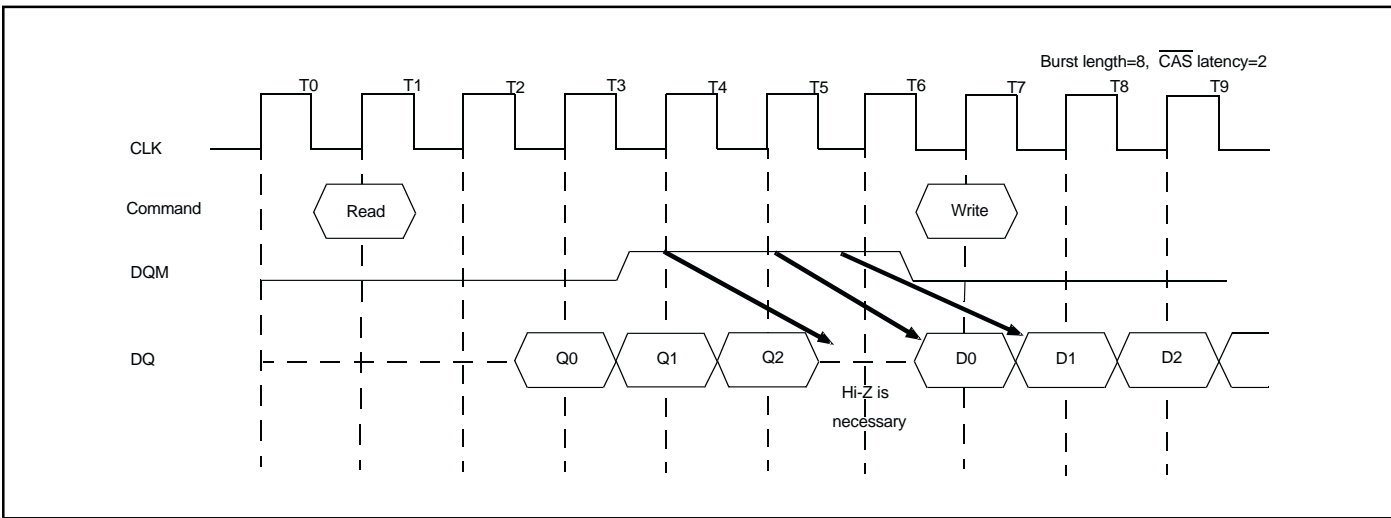 Burst length=8, CAS latency=2
T0 T1 T2 T3 T4 T5 T6 T7 T8 T9
CLK
Command Read Write
DQM
DQ Q0 Q1 Q2 D0 D1 D2
Hi-Z is
necessary